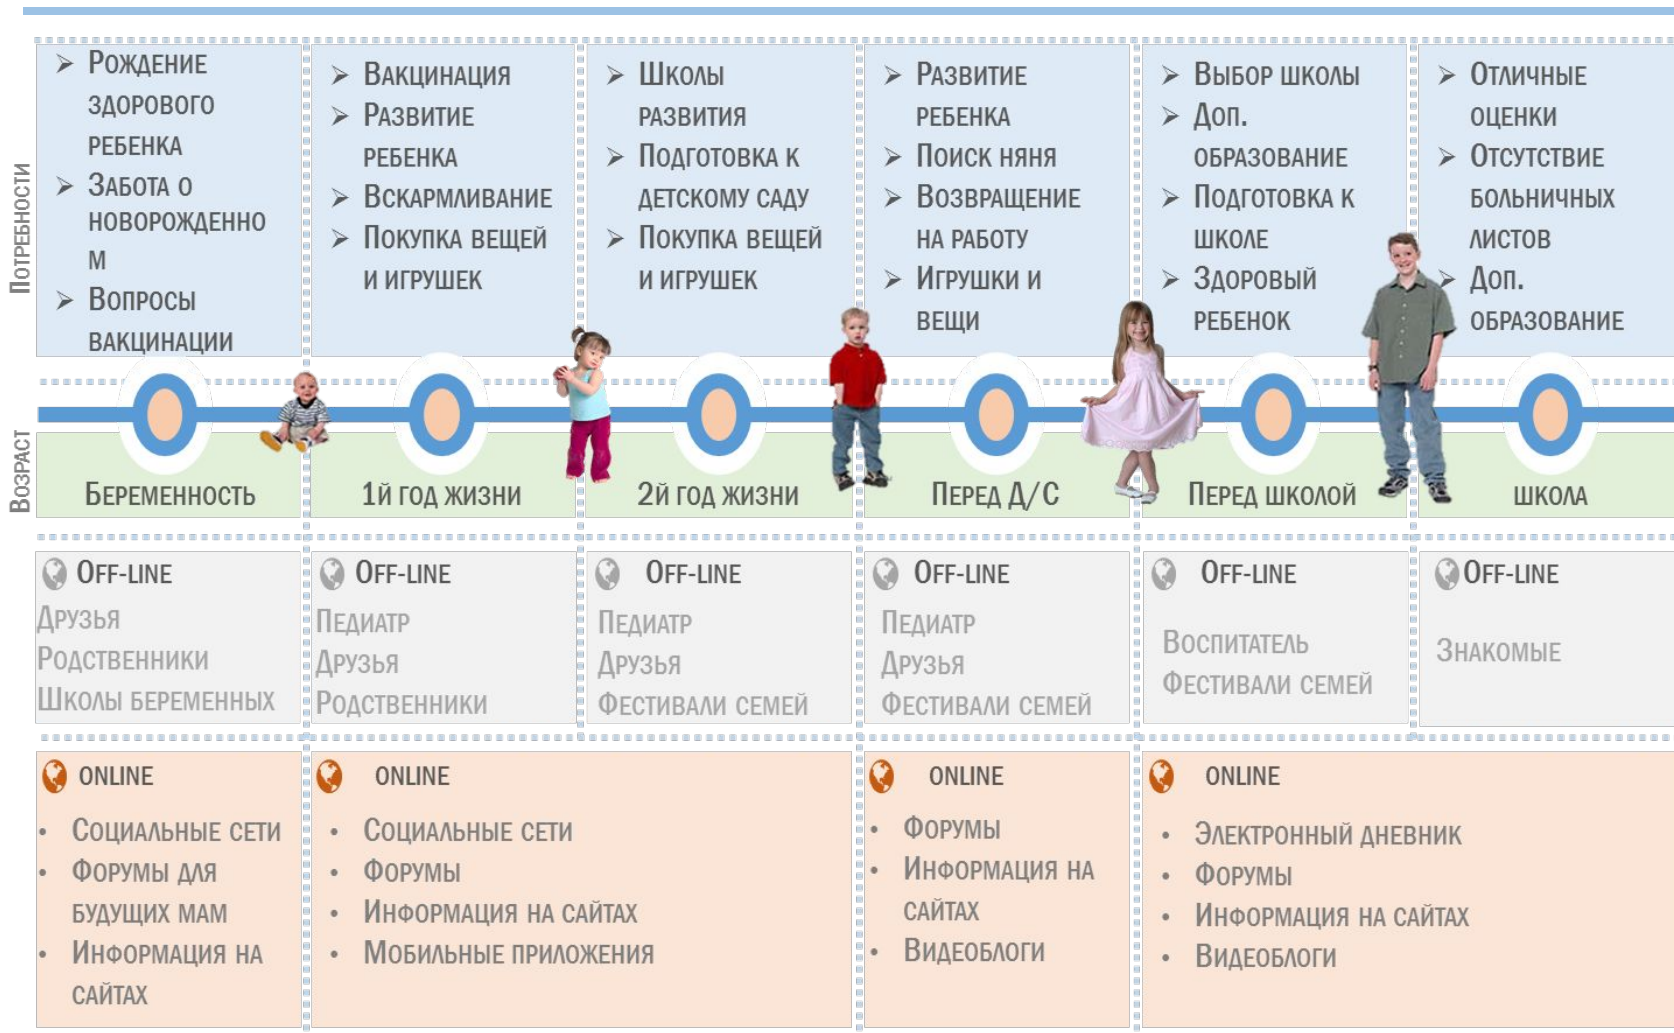 Потребности
Рождение
здорового
ребенка
Забота о
новорожденно
м
Вопросы
вакцинации
Вакцинация
Развитие
ребенка
Вскармливание
Покупка вещей
и игрушек
Школы
развития
Подготовка к
детскому саду
Покупка вещей
и игрушек
Развитие
ребенка
Поиск няня
Возвращение
на работу
Игрушки и
вещи
Выбор школы
Доп.
образование
Подготовка к
школе
Здоровый
ребенок
Отличные
оценки
Отсутствие
больничных
листов
Доп.
образование
Возраст
Беременность
1й год жизни
2й год жизни
Перед Д/С
Перед школой
школа
Off-line
Друзья
Родственники
Школы беременных
Off-line
Педиатр
Друзья
Родственники
Off-line
Педиатр
Друзья
Фестивали семей
Off-line
Педиатр
Друзья
Фестивали семей
Off-line
Воспитатель
Фестивали семей
Off-line
Знакомые
online
• Социальные сети
• Форумы для
будущих мам
• Информация на
сайтах
online
• Социальные сети
• Форумы
• Информация на сайтах
• Мобильные приложения
online
• Форумы
• Информация на
сайтах
• Видеоблоги
online
• Электронный дневник
• Форумы
• Информация на сайтах
• Видеоблоги